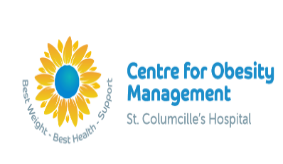 Centre for Obesity
Management
St. Columcille's Hospital
Best Weight - Best Health - Support